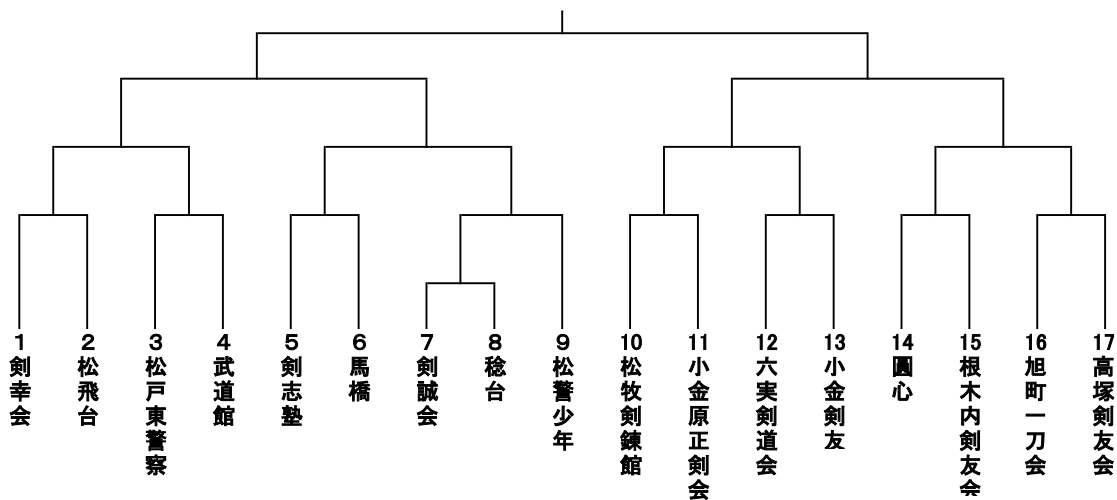 1 剣幸会
2 松飛台
3 松戸東警察
4 武道館
5 剣志塾
6 馬橋
7 剣誠会
8 稔台
9 松警少年
10 松牧剣錬館
11 小金原正剣会
12 六実剣道会
13 小金剣友
14 圓心
15 根木内剣友会
16 旭町一刀会
17 高塚剣友会